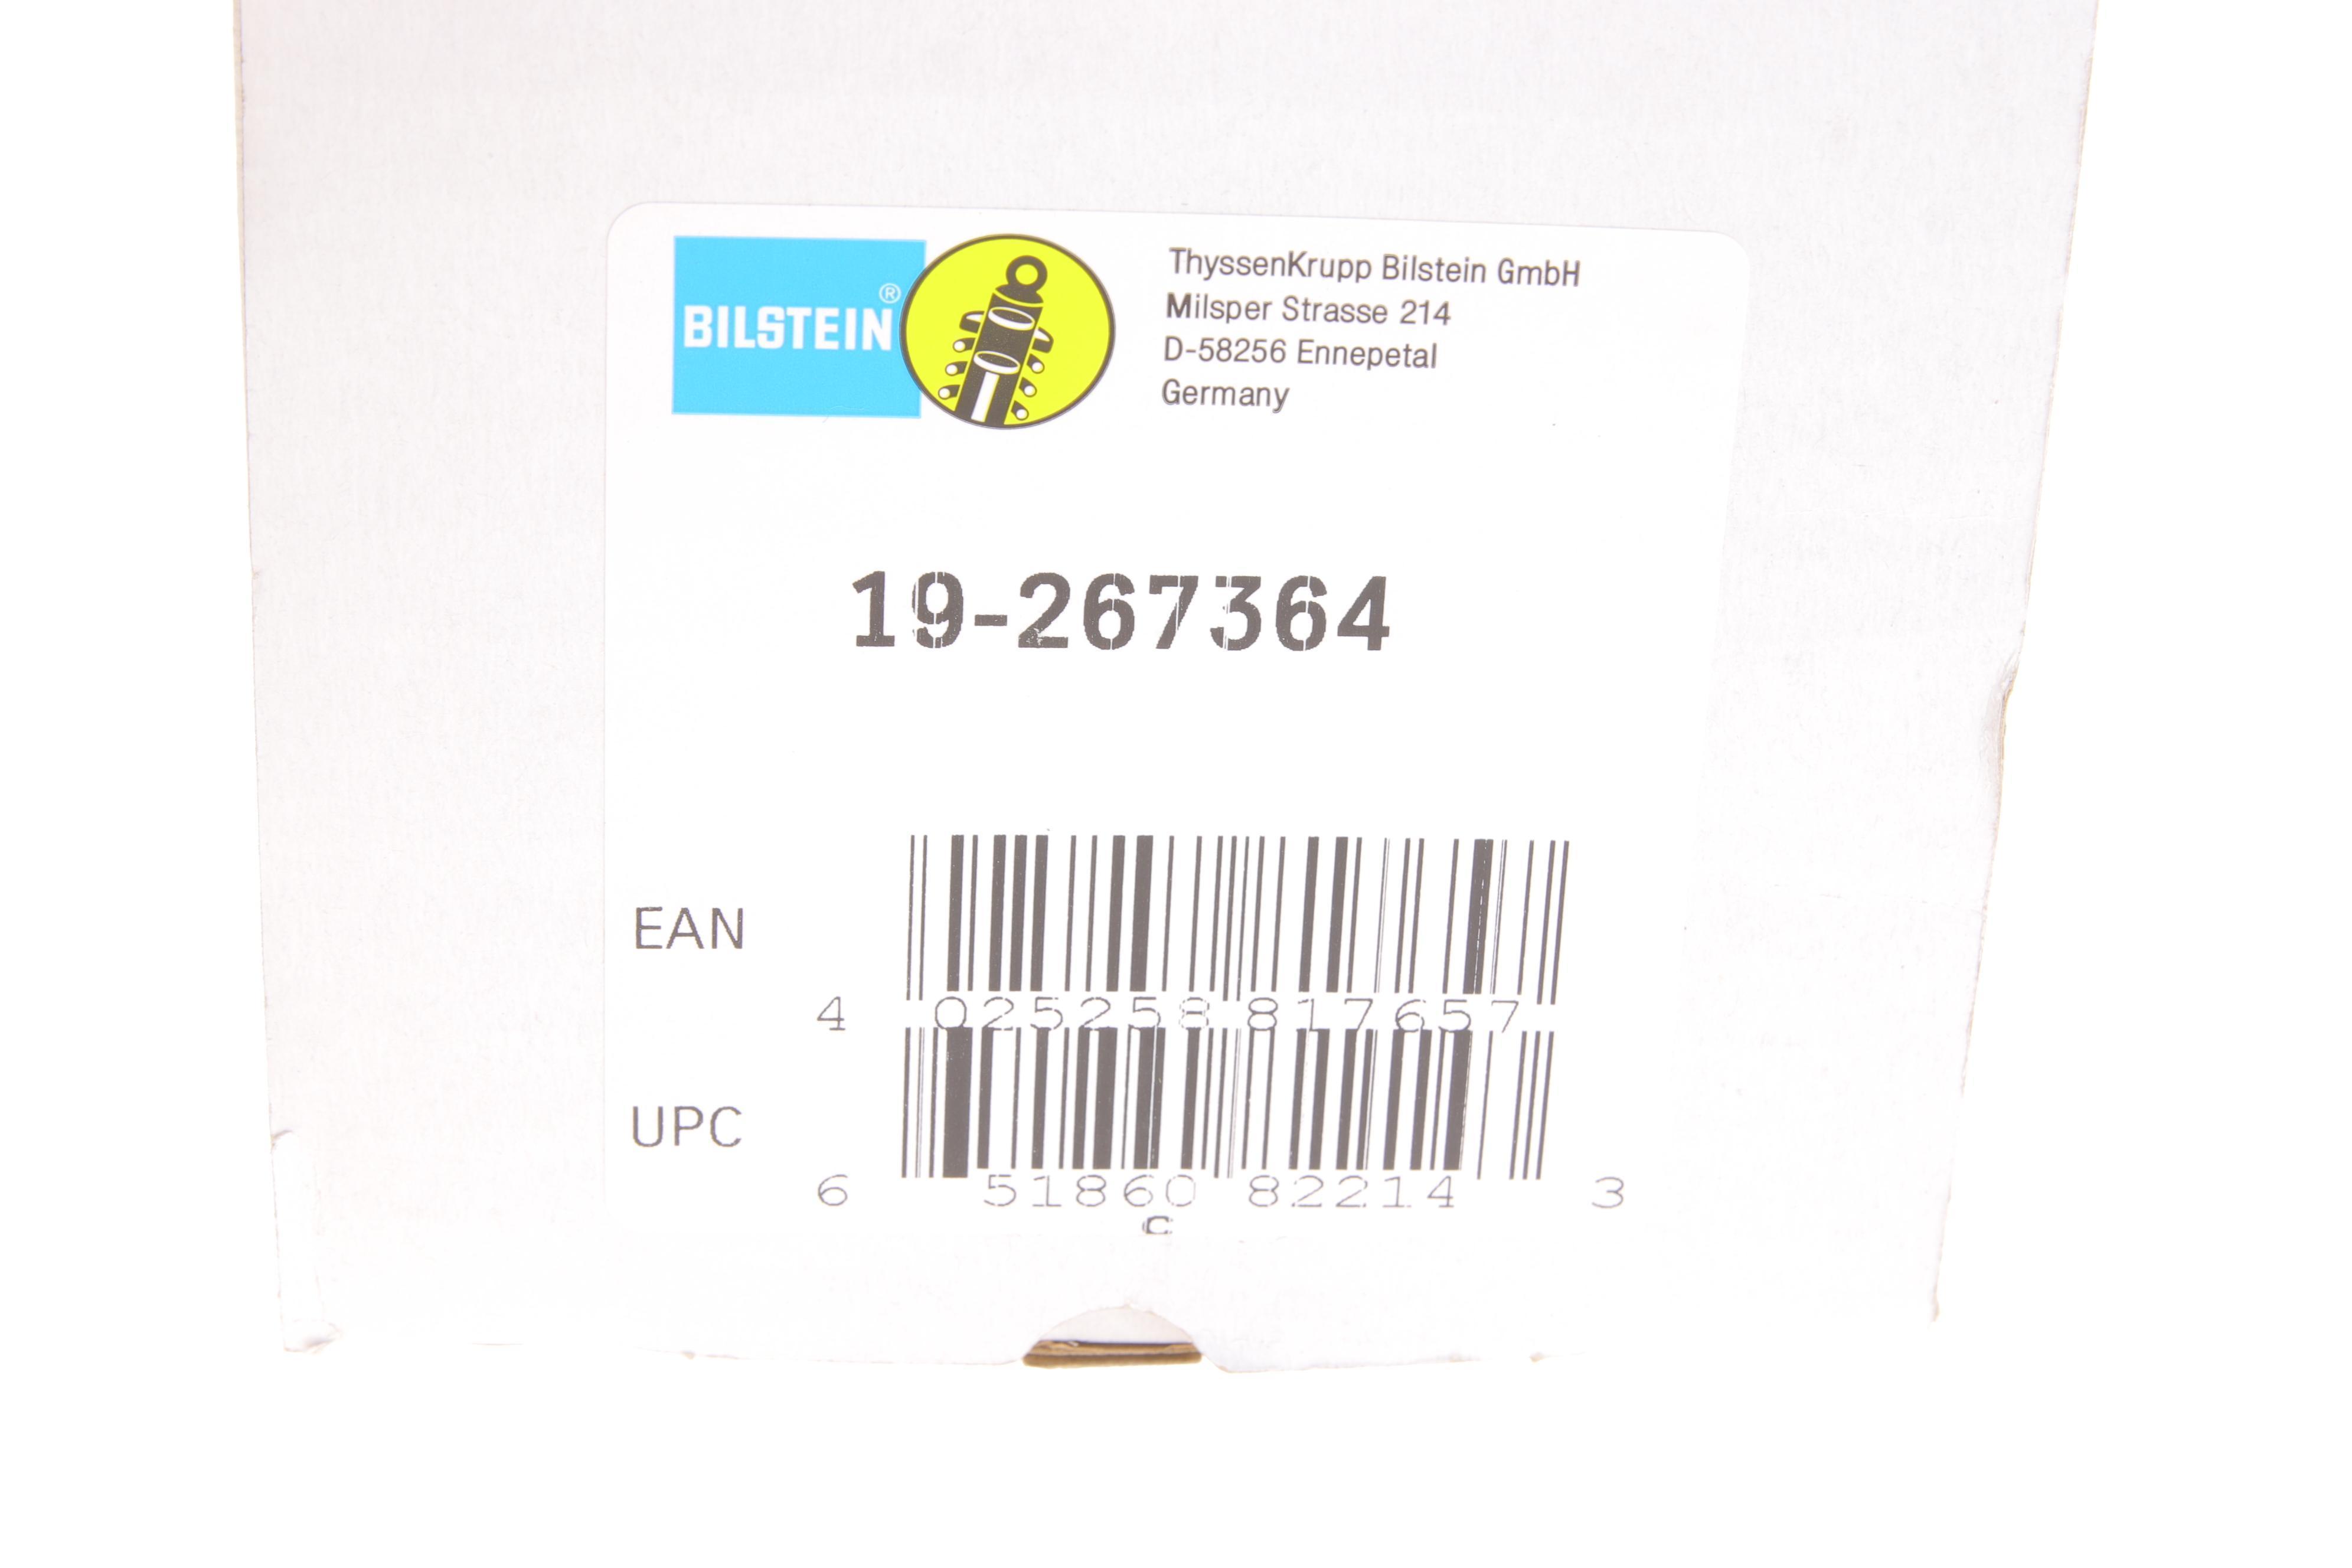 BILSTEIN®
ThyssenKrupp Bilstein GmbH
Milsper Strasse 214
D-58256 Ennepetal
Germany
19-267364
EAN
4 025258 817657
UPC
6 51860 82214 3
c